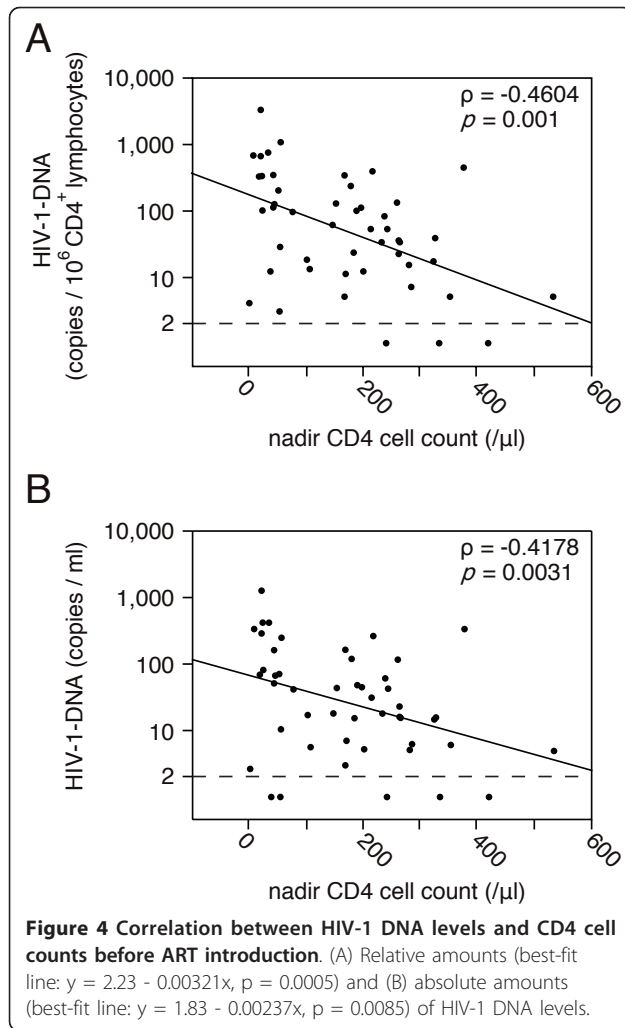 A
10,000
1,000
100
10
2
HIV-1-DNA
(copies / 10⁶ CD4⁺ lymphocytes)
ρ = -0.4604
p = 0.001
0
200
400
600
nadir CD4 cell count (/μl)
B
10,000
1,000
100
10
2
HIV-1-DNA (copies / ml)
ρ = -0.4178
p = 0.0031
0
200
400
600
nadir CD4 cell count (/μl)
Figure 4 Correlation between HIV-1 DNA levels and CD4 cell
counts before ART introduction. (A) Relative amounts (best-fit
line: y = 2.23 - 0.00321x, p = 0.0005) and (B) absolute amounts
(best-fit line: y = 1.83 - 0.00237x, p = 0.0085) of HIV-1 DNA levels.